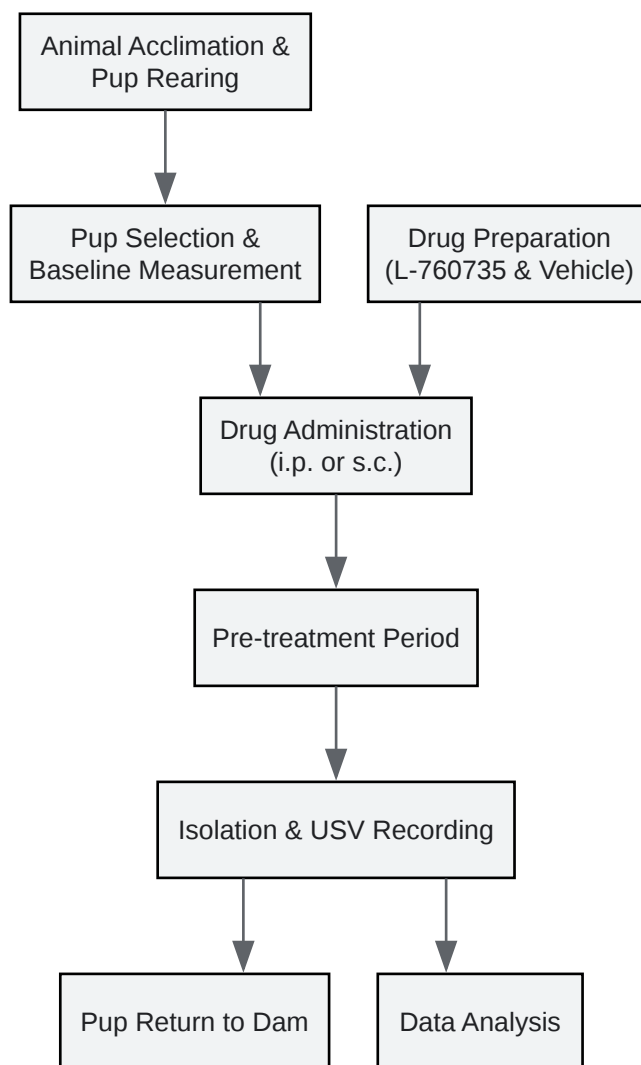 Animal Acclimation &
Pup Rearing
Pup Selection &
Baseline Measurement
Drug Preparation
(L-760735 & Vehicle)
Drug Administration
(i.p. or s.c.)
Pre-treatment Period
Isolation & USV Recording
Pup Return to Dam
Data Analysis